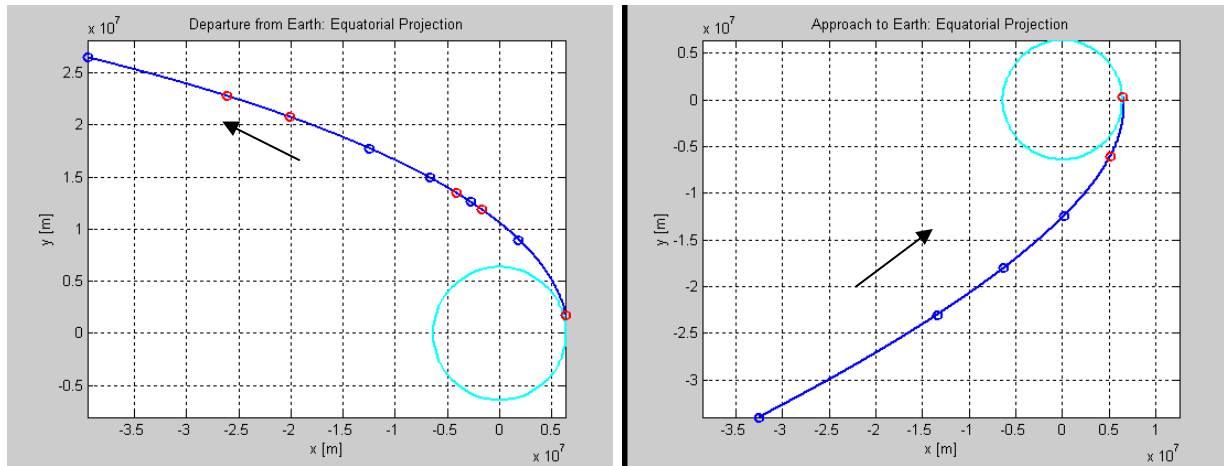 x 10^7
Departure from Earth: Equatorial Projection
2.5
2
1.5
1
0.5
0
-0.5
y [m]
-3.5 -3 -2.5 -2 -1.5 -1 -0.5 0 0.5
x [m]
x 10^7
x 10^6
Approach to Earth: Equatorial Projection
0.5
0
-0.5
-1
-1.5
-2
-2.5
-3
y [m]
-3.5 -3 -2.5 -2 -1.5 -1 -0.5 0 0.5 1
x [m]
x 10^7